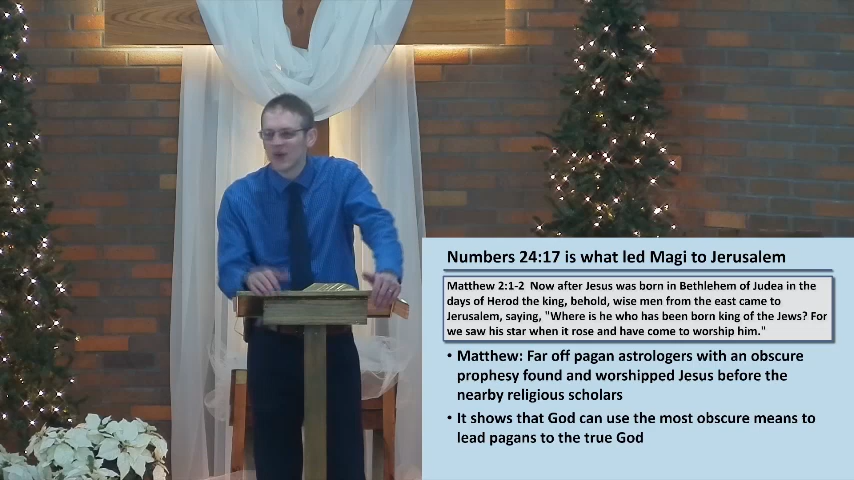 Numbers 24:17 is what led Magi to Jerusalem
Matthew 2:1-2  Now after Jesus was born in Bethlehem of Judea in the
days of Herod the king, behold, wise men from the east came to
Jerusalem, saying, "Where is he who has been born king of the Jews? For
we saw his star when it rose and have come to worship him."
• Matthew: Far off pagan astrologers with an obscure
prophesy found and worshipped Jesus before the
nearby religious scholars
• It shows that God can use the most obscure means to
lead pagans to the true God